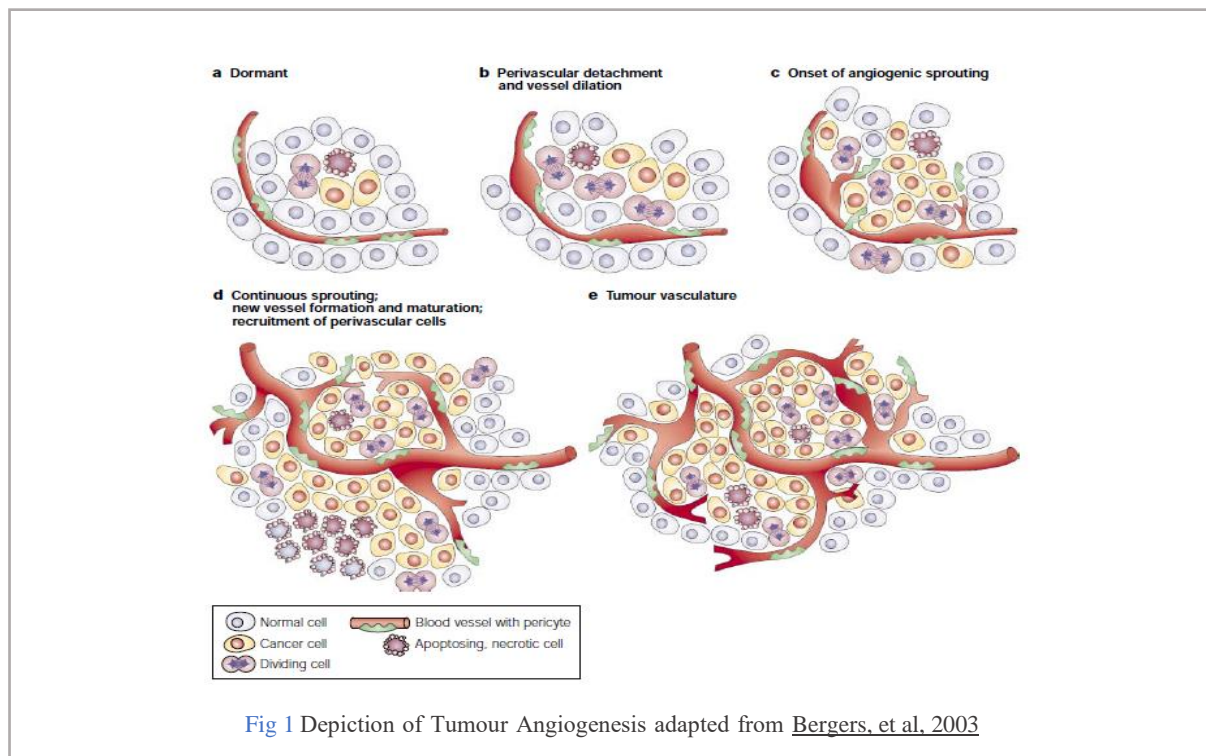 a Dormant
b Perivascular detachment
and vessel dilation
c Onset of angiogenic sprouting
d Continuous sprouting;
new vessel formation and maturation;
recruitment of perivascular cells
e Tumour vasculature
Normal cell
Blood vessel with pericyte
Cancer cell
Apoptosing, necrotic cell
Dividing cell
Fig 1 Depiction of Tumour Angiogenesis adapted from Bergers, et al, 2003